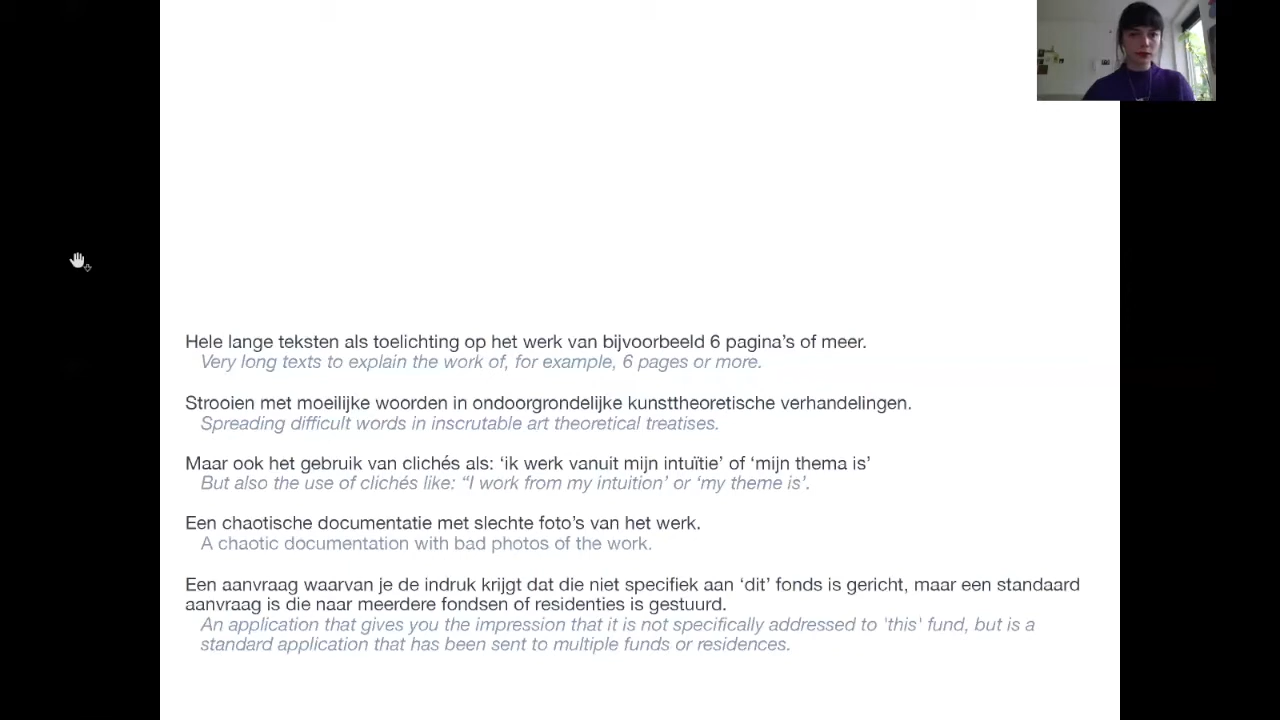 Hele lange teksten als toelichting op het werk van bijvoorbeeld 6 pagina's of meer.
Very long texts to explain the work of, for example, 6 pages or more.
Strooien met moeilijke woorden in ondoorgrondelijke kunsttheoretische verhandelingen.
Spreading difficult words in inscrutable art theoretical treatises.
Maar ook het gebruik van clichés als: ‘ik werk vanuit mijn intuïtie’ of ‘mijn thema is’
But also the use of clichés like: “I work from my intuition’ or ‘my theme is’.
Een chaotische documentatie met slechte foto’s van het werk.
A chaotic documentation with bad photos of the work.
Een aanvraag waarvan je de indruk krijgt dat die niet specifiek aan ‘dit’ fonds is gericht, maar een standaard
aanvraag is die naar meerdere fondsen of residenties is gestuurd.
An application that gives you the impression that it is not specifically addressed to 'this' fund, but is a
standard application that has been sent to multiple funds or residences.